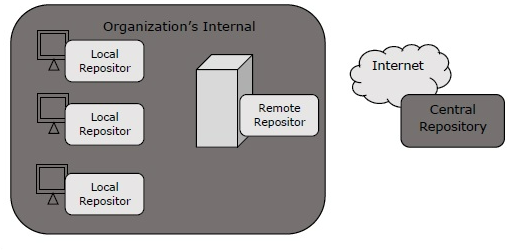 Organization's Internal
Local
Repositor
Local
Repositor
Local
Repositor
Remote
Repositor
Internet
Central
Repository